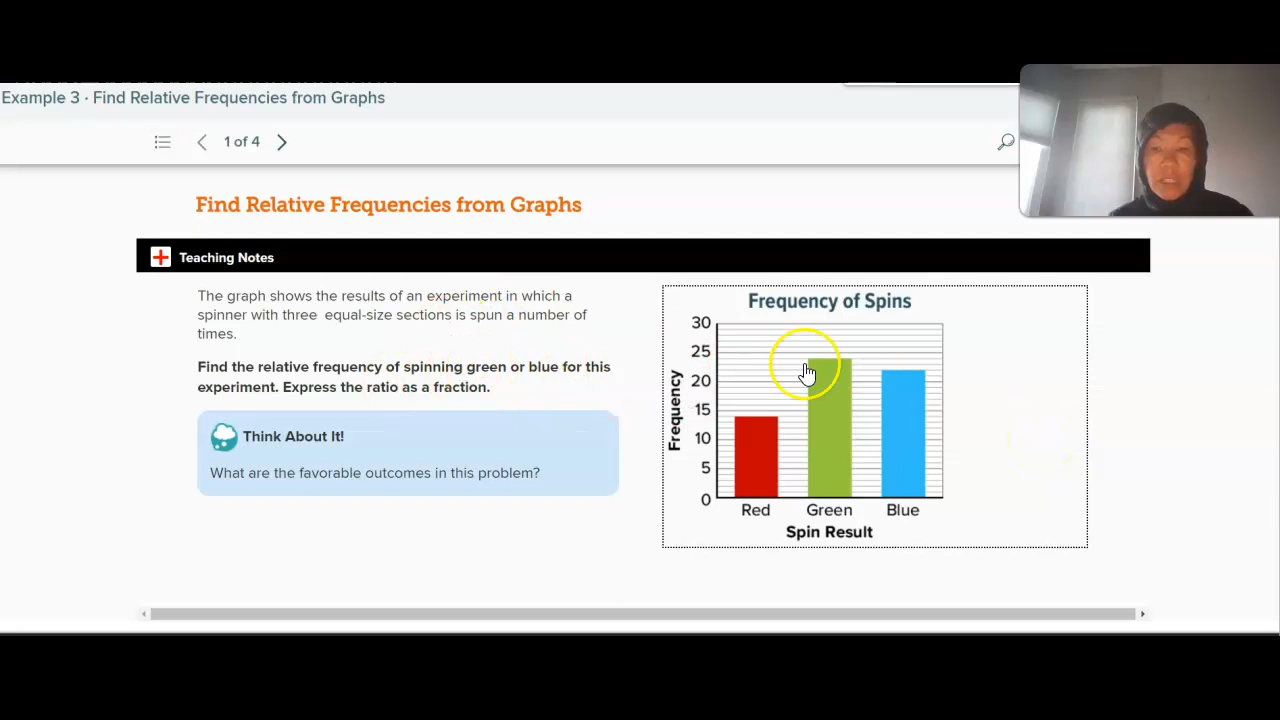 Example 3 · Find Relative Frequencies from Graphs
1 of 4
Find Relative Frequencies from Graphs
Teaching Notes
The graph shows the results of an experiment in which a
spinner with three equal-size sections is spun a number of
times.
Find the relative frequency of spinning green or blue for this
experiment. Express the ratio as a fraction.
Think About It!
What are the favorable outcomes in this problem?
Frequency of Spins
Frequency
30
25
20
15
10
5
0
Red Green Blue
Spin Result